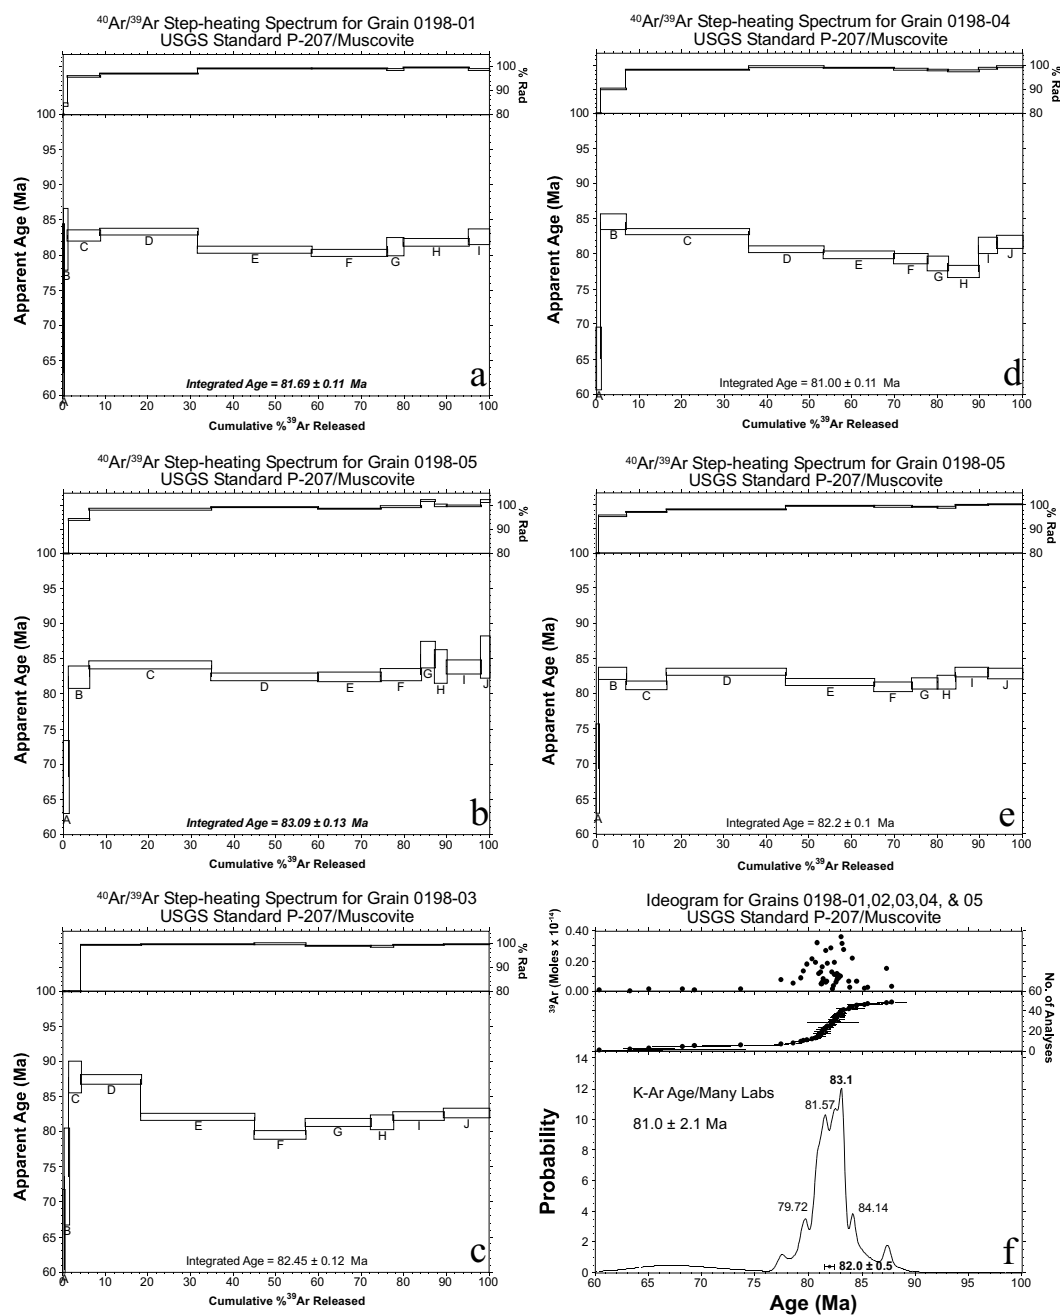 40Ar/39Ar Step-heating Spectrum for Grain 0198-01
USGS Standard P-207/Muscovite
100
90
80
% Rad
100
95
90
85
80
75
70
65
60
Apparent Age (Ma)
A
B
C
D
E
F
G
H
I
Integrated Age = 81.69 ± 0.11 Ma
a
0 10 20 30 40 50 60 70 80 90 100
Cumulative %39Ar Released
40Ar/39Ar Step-heating Spectrum for Grain 0198-04
USGS Standard P-207/Muscovite
100
90
80
% Rad
100
95
90
85
80
75
70
65
60
Apparent Age (Ma)
A
B
C
D
E
F
G
H
I
J
Integrated Age = 81.00 ± 0.11 Ma
d
0 10 20 30 40 50 60 70 80 90 100
Cumulative %39Ar Released
40Ar/39Ar Step-heating Spectrum for Grain 0198-05
USGS Standard P-207/Muscovite
100
90
80
% Rad
100
95
90
85
80
75
70
65
60
Apparent Age (Ma)
A
B
C
D
E
F
G
H
I
J
Integrated Age = 83.09 ± 0.13 Ma
b
0 10 20 30 40 50 60 70 80 90 100
Cumulative %39Ar Released
40Ar/39Ar Step-heating Spectrum for Grain 0198-05
USGS Standard P-207/Muscovite
100
90
80
% Rad
100
95
90
85
80
75
70
65
60
Apparent Age (Ma)
A
B
C
D
E
F
G
H
I
J
Integrated Age = 82.2 ± 0.1 Ma
e
0 10 20 30 40 50 60 70 80 90 100
Cumulative %39Ar Released
40Ar/39Ar Step-heating Spectrum for Grain 0198-03
USGS Standard P-207/Muscovite
100
90
80
% Rad
100
95
90
85
80
75
70
65
60
Apparent Age (Ma)
A
B
C
D
E
F
G
H
I
J
Integrated Age = 82.45 ± 0.12 Ma
c
0 10 20 30 40 50 60 70 80 90 100
Cumulative %39Ar Released
Ideogram for Grains 0198-01,02,03,04, & 05
USGS Standard P-207/Muscovite
0.40
0.20
0.00
39Ar (Moles x 10-14)
60
40
20
0
No. of Analyses
14
12
10
8
6
4
2
0
Probability
K-Ar Age/Many Labs
81.0 ± 2.1 Ma
83.1
81.57
79.72
84.14
82.0 ± 0.5
f
60 65 70 75 80 85 90 95 100
Age (Ma)